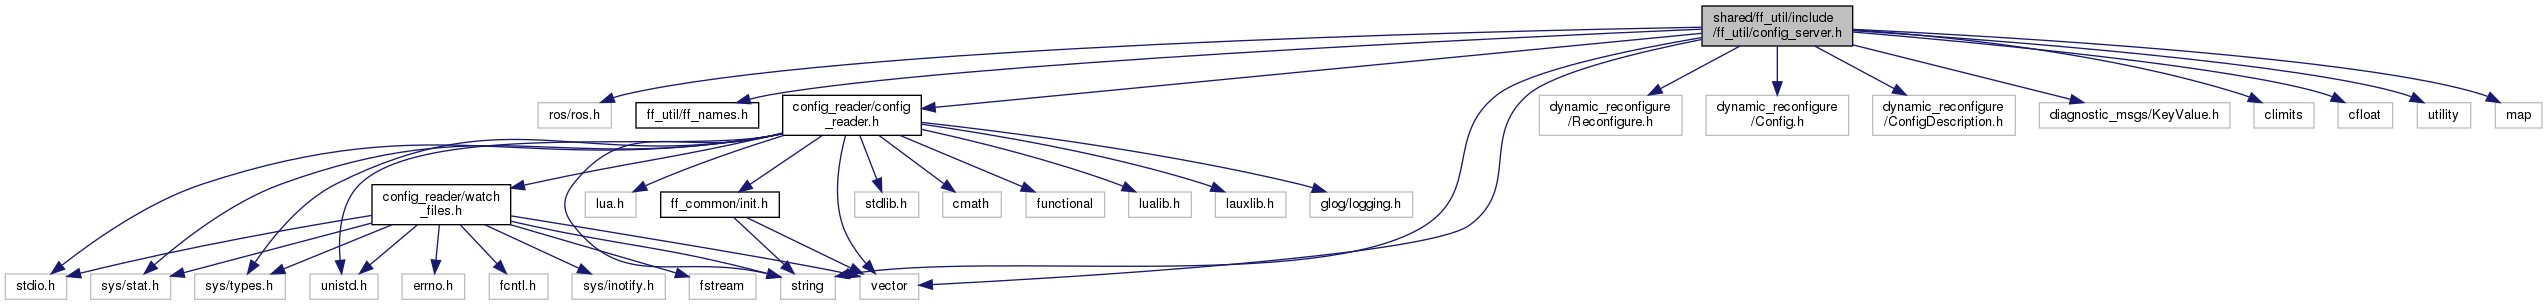 shared/ff_util/include
/ff_util/config_server.h
ros/ros.h
ff_util/ff_names.h
config_reader/config
_reader.h
dynamic_reconfigure
/Reconfigure.h
dynamic_reconfigure
/Config.h
dynamic_reconfigure
/ConfigDescription.h
diagnostic_msgs/KeyValue.h
climits
cfloat
utility
map
config_reader/watch
_files.h
lua.h
ff_common/init.h
stdlib.h
cmath
functional
lualib.h
lauxlib.h
glog/logging.h
stdio.h
sys/stat.h
sys/types.h
unistd.h
errno.h
fcntl.h
sys/inotify.h
fstream
string
vector